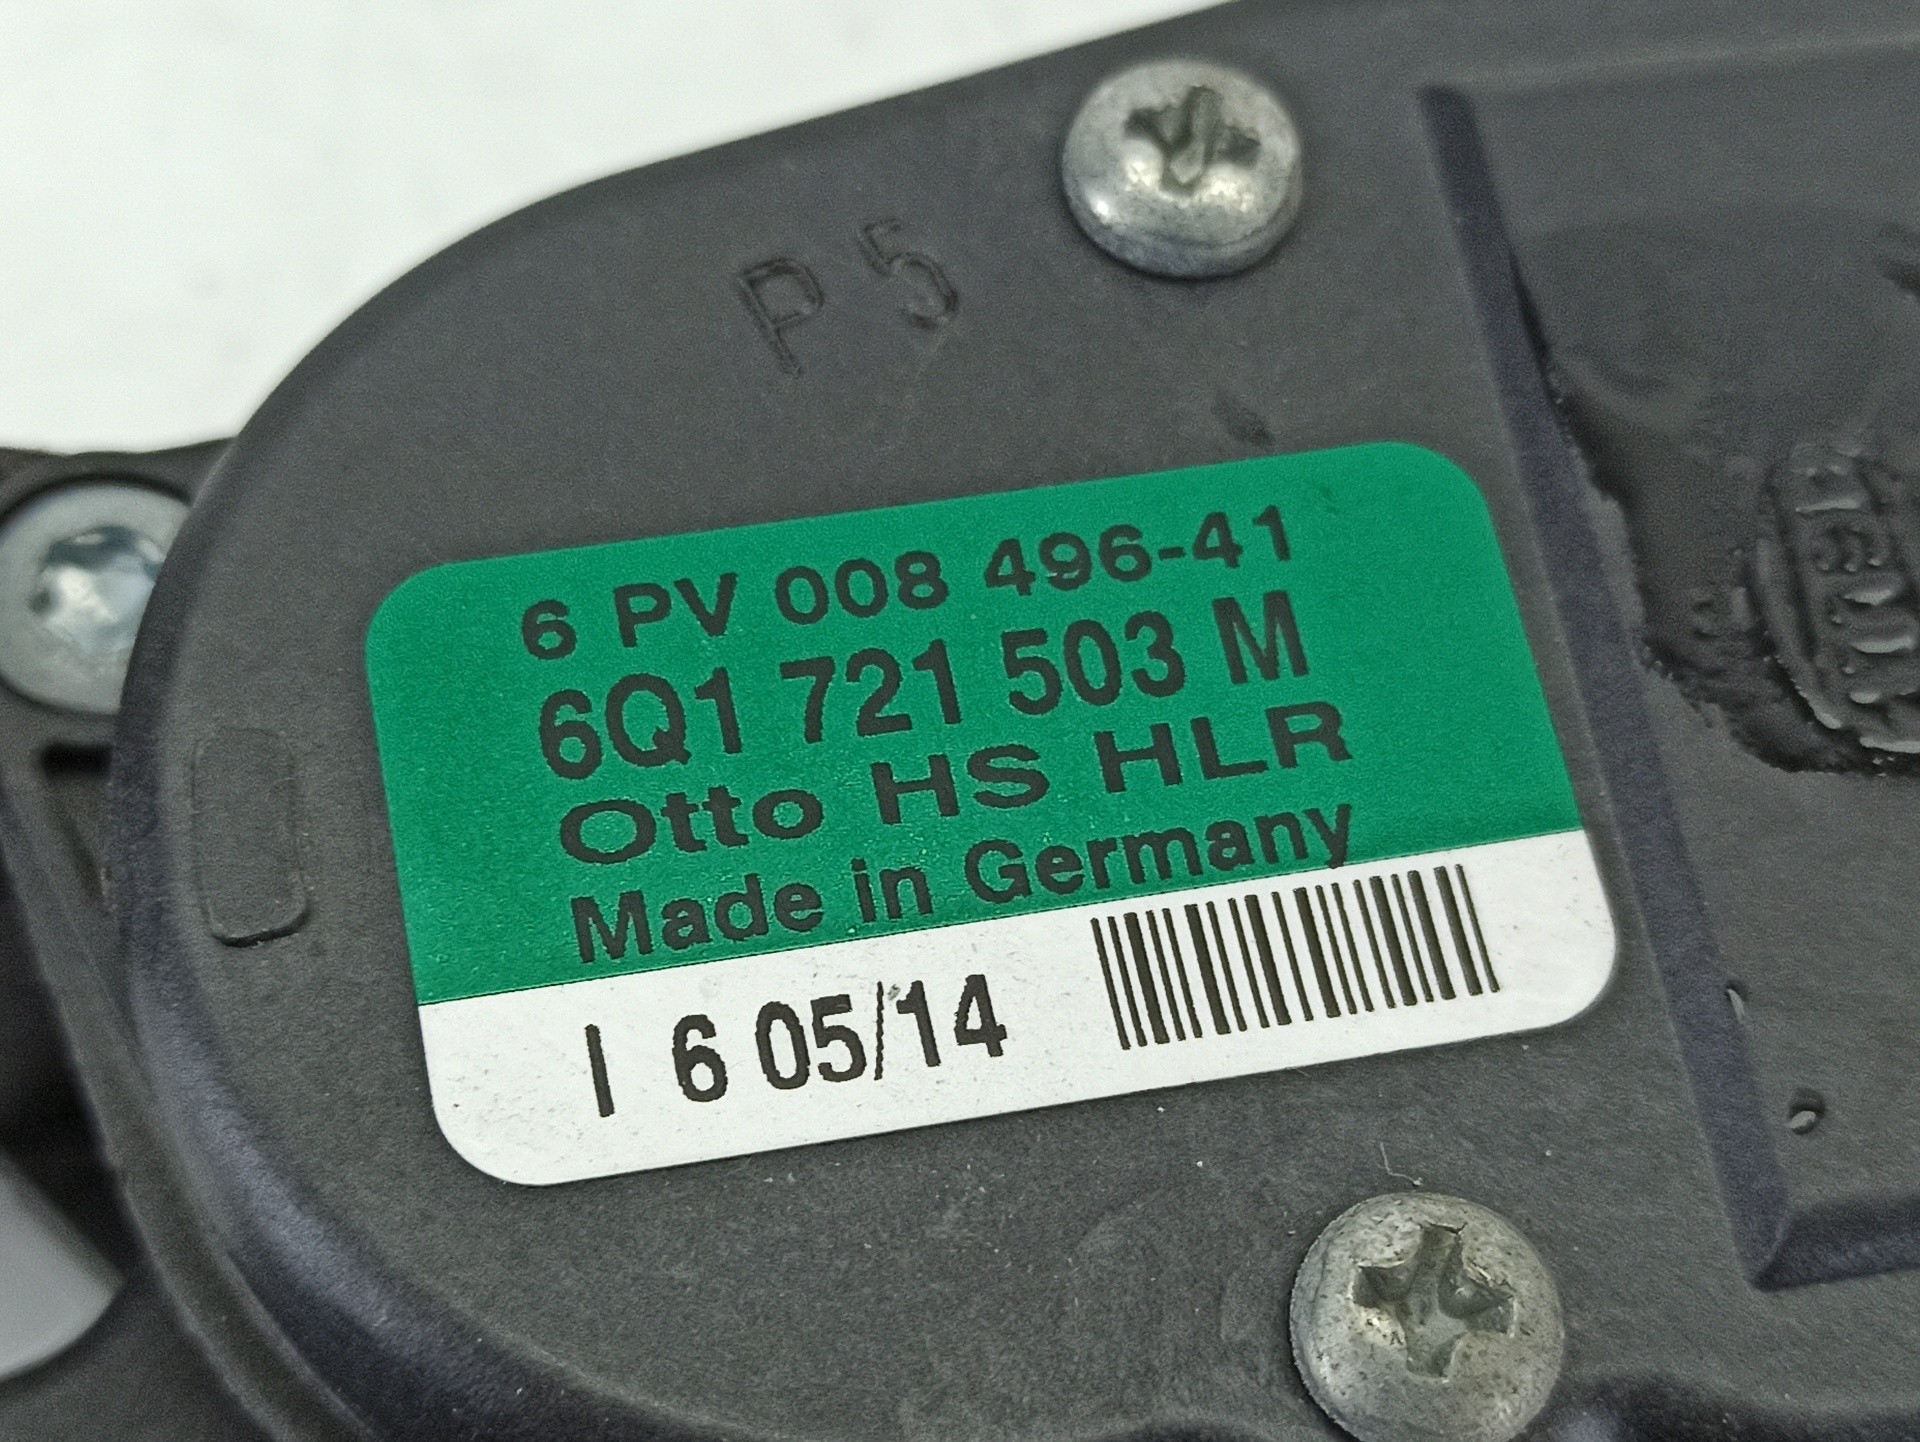 P5
6 PV 008 496-41
6Q1 721 503 M
Otto HS HLR
Made in Germany
I 6 05/14